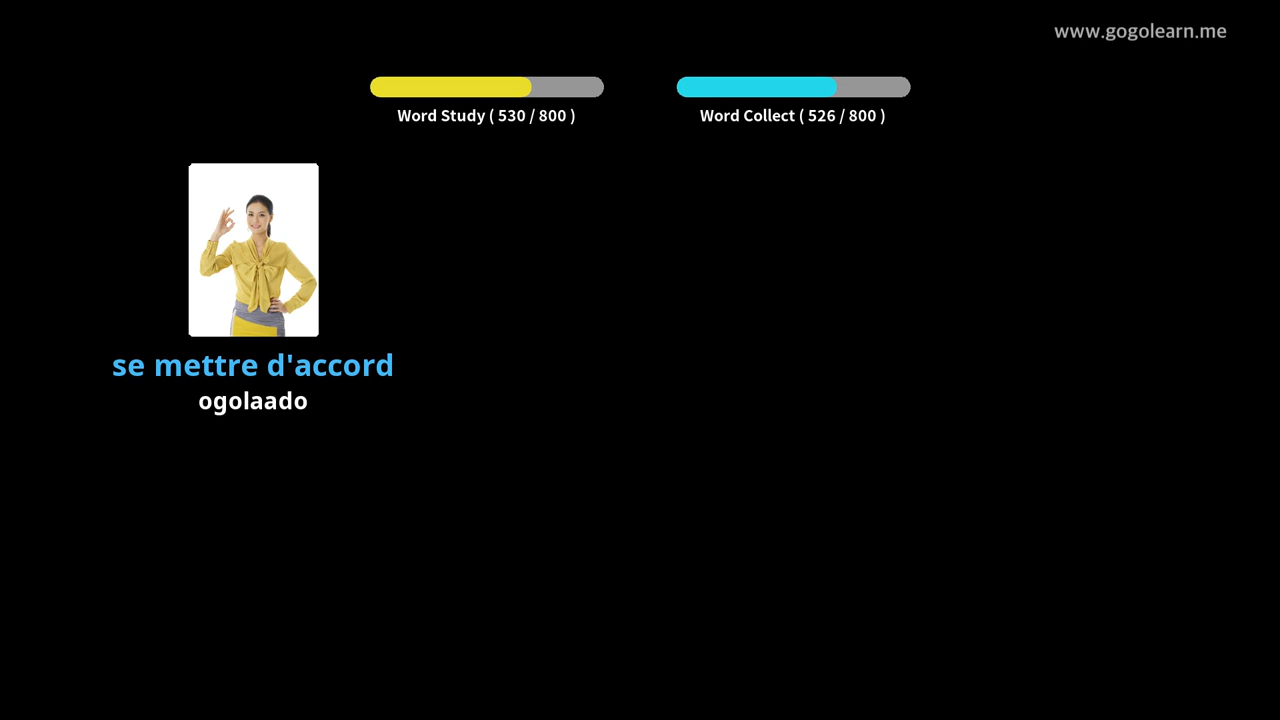 www.gogolearn.me
Word Study ( 530 / 800 )
Word Collect ( 526 / 800 )
se mettre d'accord
ogolaado